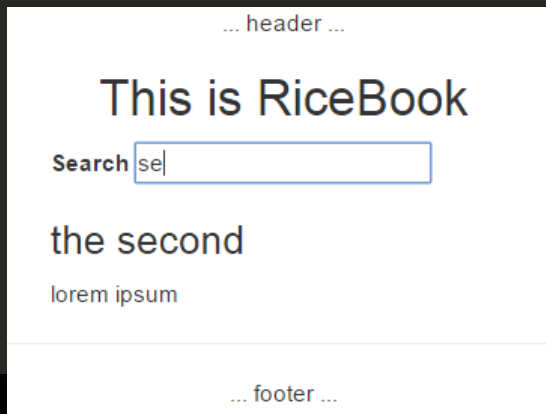 ... header ...
This is RiceBook
Search se
the second
lorem ipsum
... footer ...